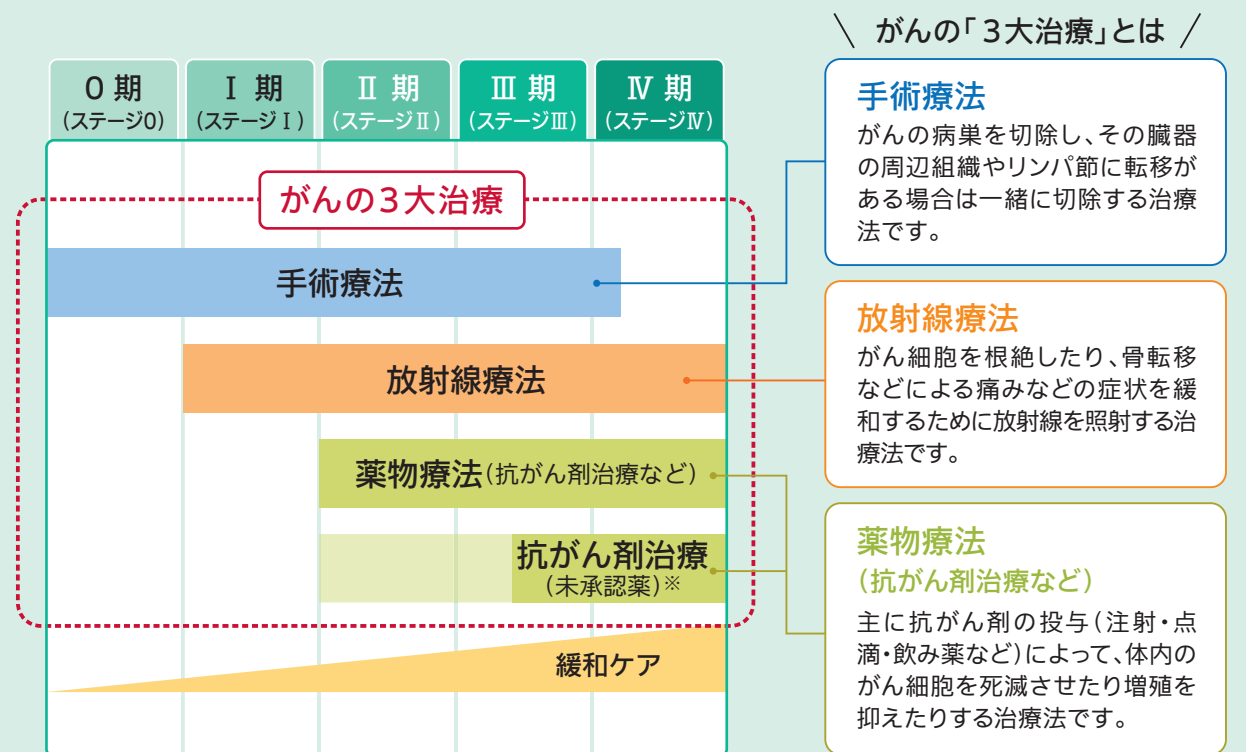 0 期
(ステージ0)
Ⅰ 期
(ステージⅠ)
Ⅱ 期
(ステージⅡ)
Ⅲ 期
(ステージⅢ)
Ⅳ 期
(ステージⅣ)
がんの3大治療
手術療法
放射線療法
薬物療法(抗がん剤治療など)
抗がん剤治療
(未承認薬)※
緩和ケア
がんの「3大治療」とは
手術療法
がんの病巣を切除し、その臓器
の周辺組織やリンパ節に転移が
ある場合は一緒に切除する治療
法です。
放射線療法
がん細胞を根絶したり、骨転移
などによる痛みなどの症状を緩
和するために放射線を照射する治
療法です。
薬物療法
(抗がん剤治療など)
主に抗がん剤の投与(注射・点
滴・飲み薬など)によって、体内の
がん細胞を死滅させたり増殖を
抑えたりする治療法です。